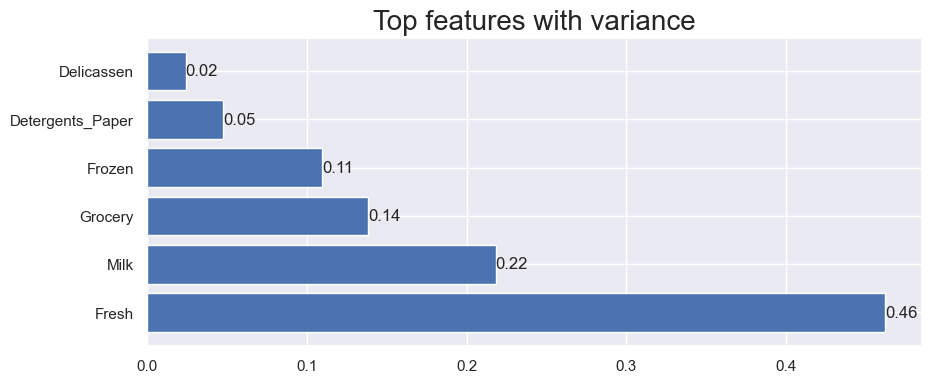 Top features with variance
Delicassen 0.02
Detergents_Paper 0.05
Frozen 0.11
Grocery 0.14
Milk 0.22
Fresh 0.46
0.0 0.1 0.2 0.3 0.4